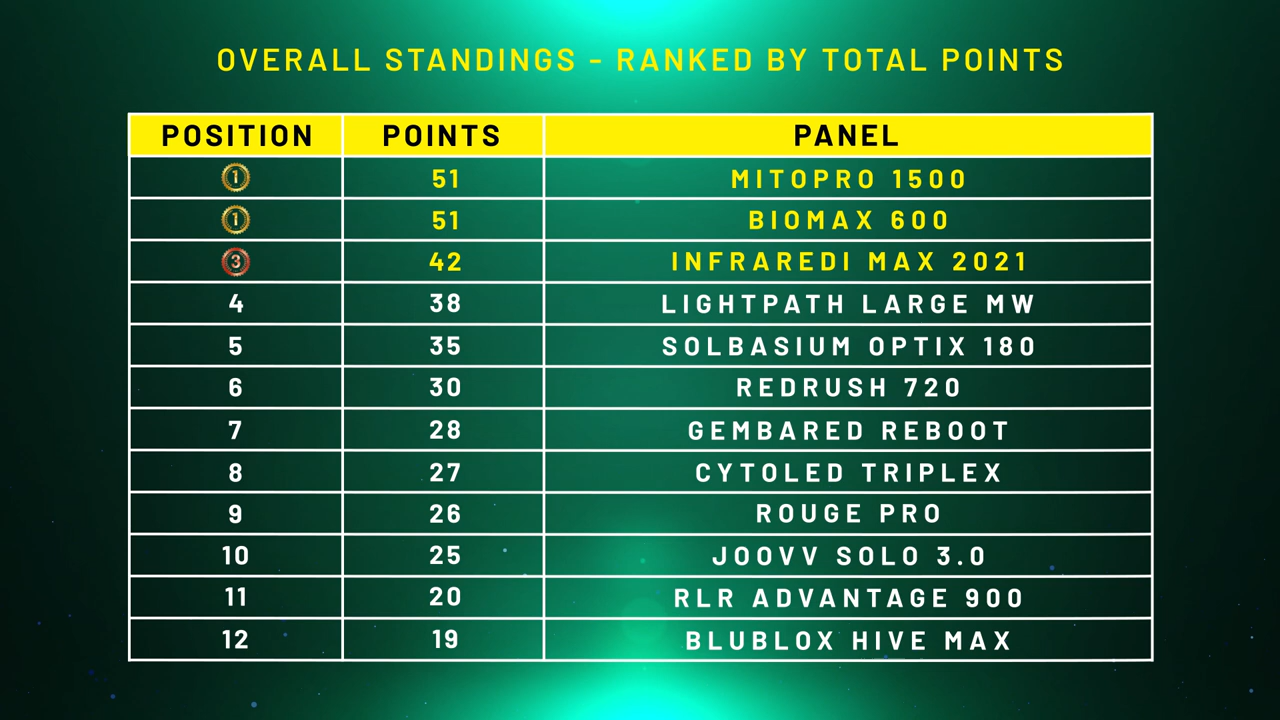 OVERALL STANDINGS - RANKED BY TOTAL POINTS
POSITION POINTS PANEL
1 51 MITOPRO 1500
1 51 BIOMAX 600
3 42 INFRAREDI MAX 2021
4 38 LIGHTPATH LARGE MW
5 35 SOLBASIUM OPTIX 180
6 30 REDRUSH 720
7 28 GEMBARED REBOOT
8 27 CYTOLED TRIPLEX
9 26 ROUGE PRO
10 25 JOOVV SOLO 3.0
11 20 RLR ADVANTAGE 900
12 19 BLUBLOX HIVE MAX